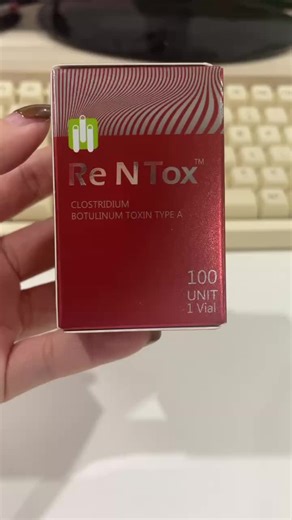 Re N Tox™
CLOSTRIDIUM
BOTULINUM TOXIN TYPE A
100
UNIT
1 Vial